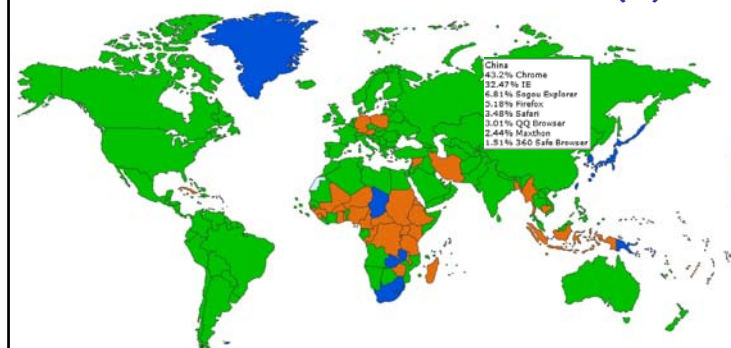 China
43.2% Chrome
32.47% IE
6.81% Sogou Explorer
5.18% Firefox
3.48% Safari
3.01% QQ Browser
2.44% Maxthon
1.51% 360 Safe Browser